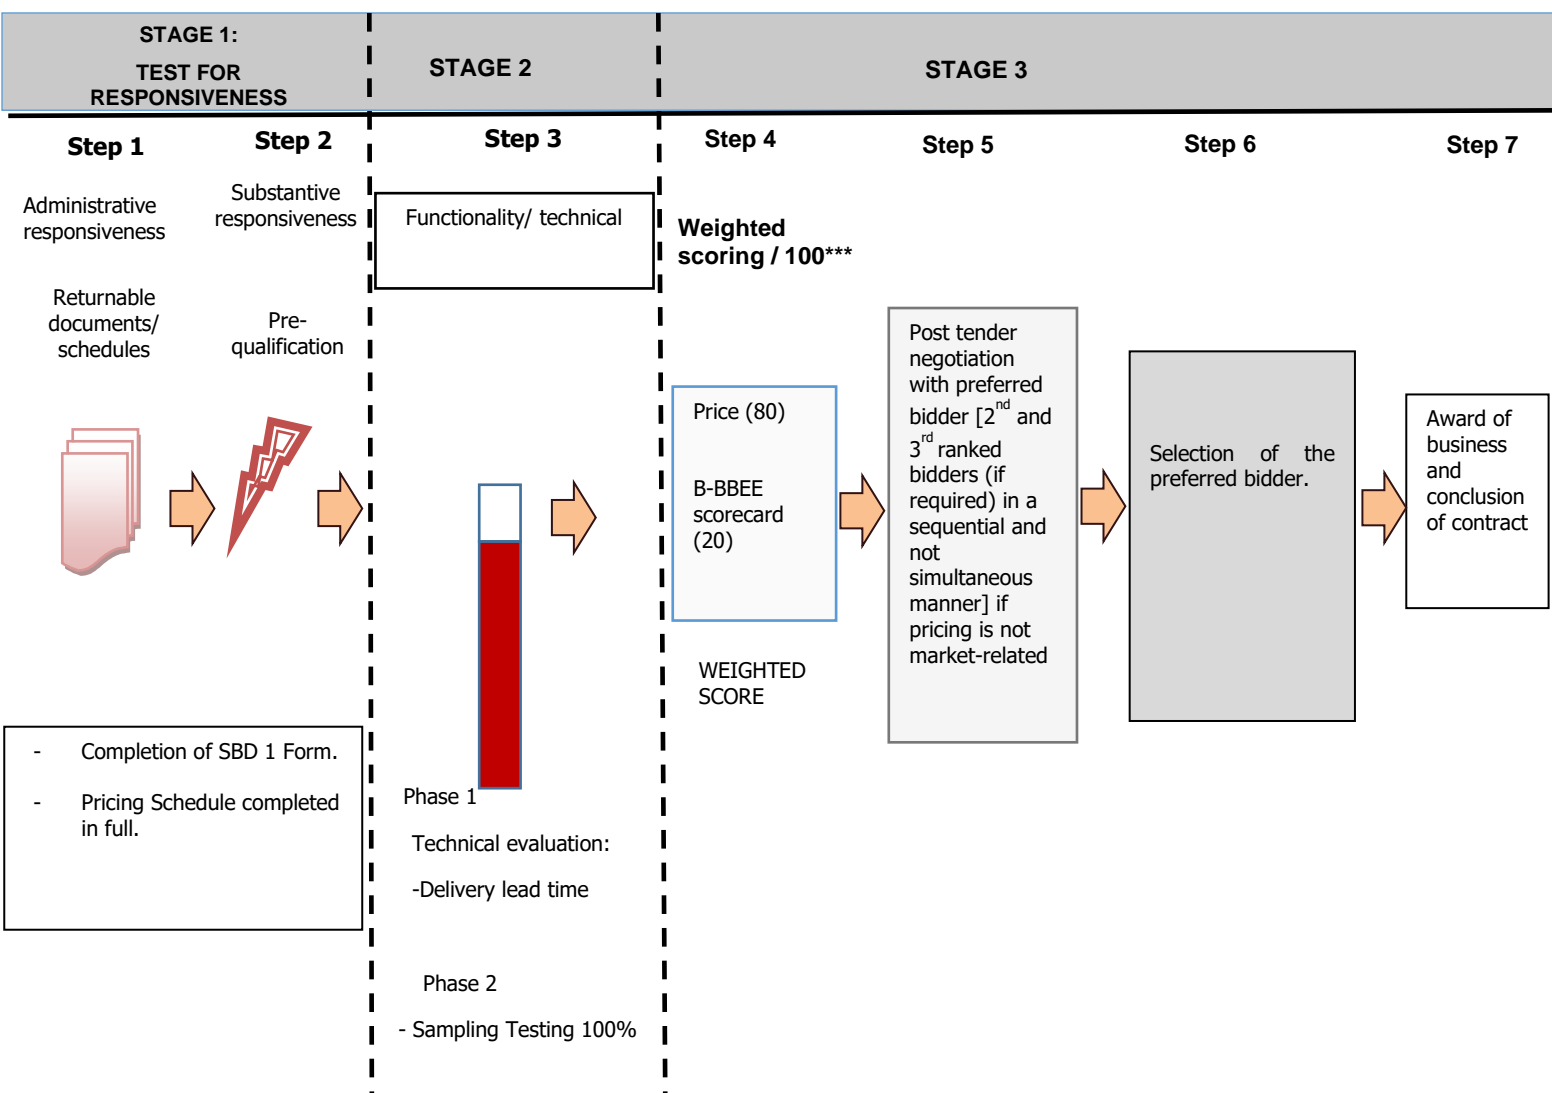 STAGE 1:
TEST FOR
RESPONSIVENESS
STAGE 2
STAGE 3
Step 1
Step 2
Step 3
Step 4
Step 5
Step 6
Step 7
Administrative
responsiveness
Substantive
responsiveness
Functionality/ technical
Weighted
scoring / 100***
Returnable
documents/
schedules
Pre-
qualification
Price (80)
B-BBEE
scorecard
(20)
WEIGHTED
SCORE
Post tender
negotiation
with preferred
bidder [2nd and
3rd ranked
bidders (if
required) in a
sequential and
not
simultaneous
manner] if
pricing is not
market-related
Selection of the
preferred bidder.
Award of
business
and
conclusion
of contract
- Completion of SBD 1 Form.
- Pricing Schedule completed
in full.
Phase 1
Technical evaluation:
-Delivery lead time
Phase 2
- Sampling Testing 100%